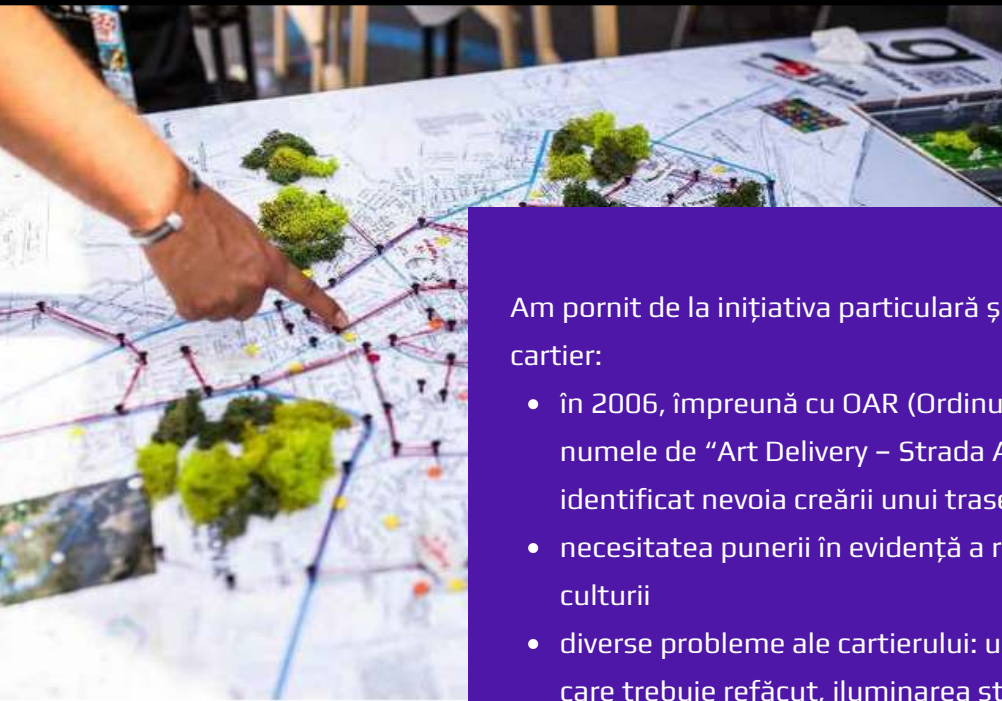 Am pornit de la inițiativa particulară ș
cartier:
în 2006, împreună cu OAR (Ordinu
numele de “Art Delivery – Strada A
identificat nevoia creării unui trase
necesitatea punerii în evidență a r
culturii
diverse probleme ale cartierului: u
care trebuie refăcut, iluminarea st